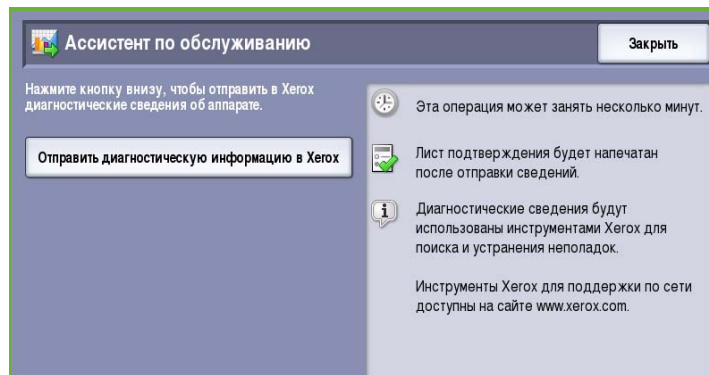 Ассистент по обслуживанию
Закрыть
Нажмите кнопку внизу, чтобы отправить в Xerox
диагностические сведения об аппарате.
Отправить диагностическую информацию в Xerox
Эта операция может занять несколько минут.
Лист подтверждения будет напечатан
после отправки сведений.
Диагностические сведения будут
использованы инструментами Xerox для
поиска и устранения неполадок.
Инструменты Xerox для поддержки по сети
доступны на сайте www.xerox.com.